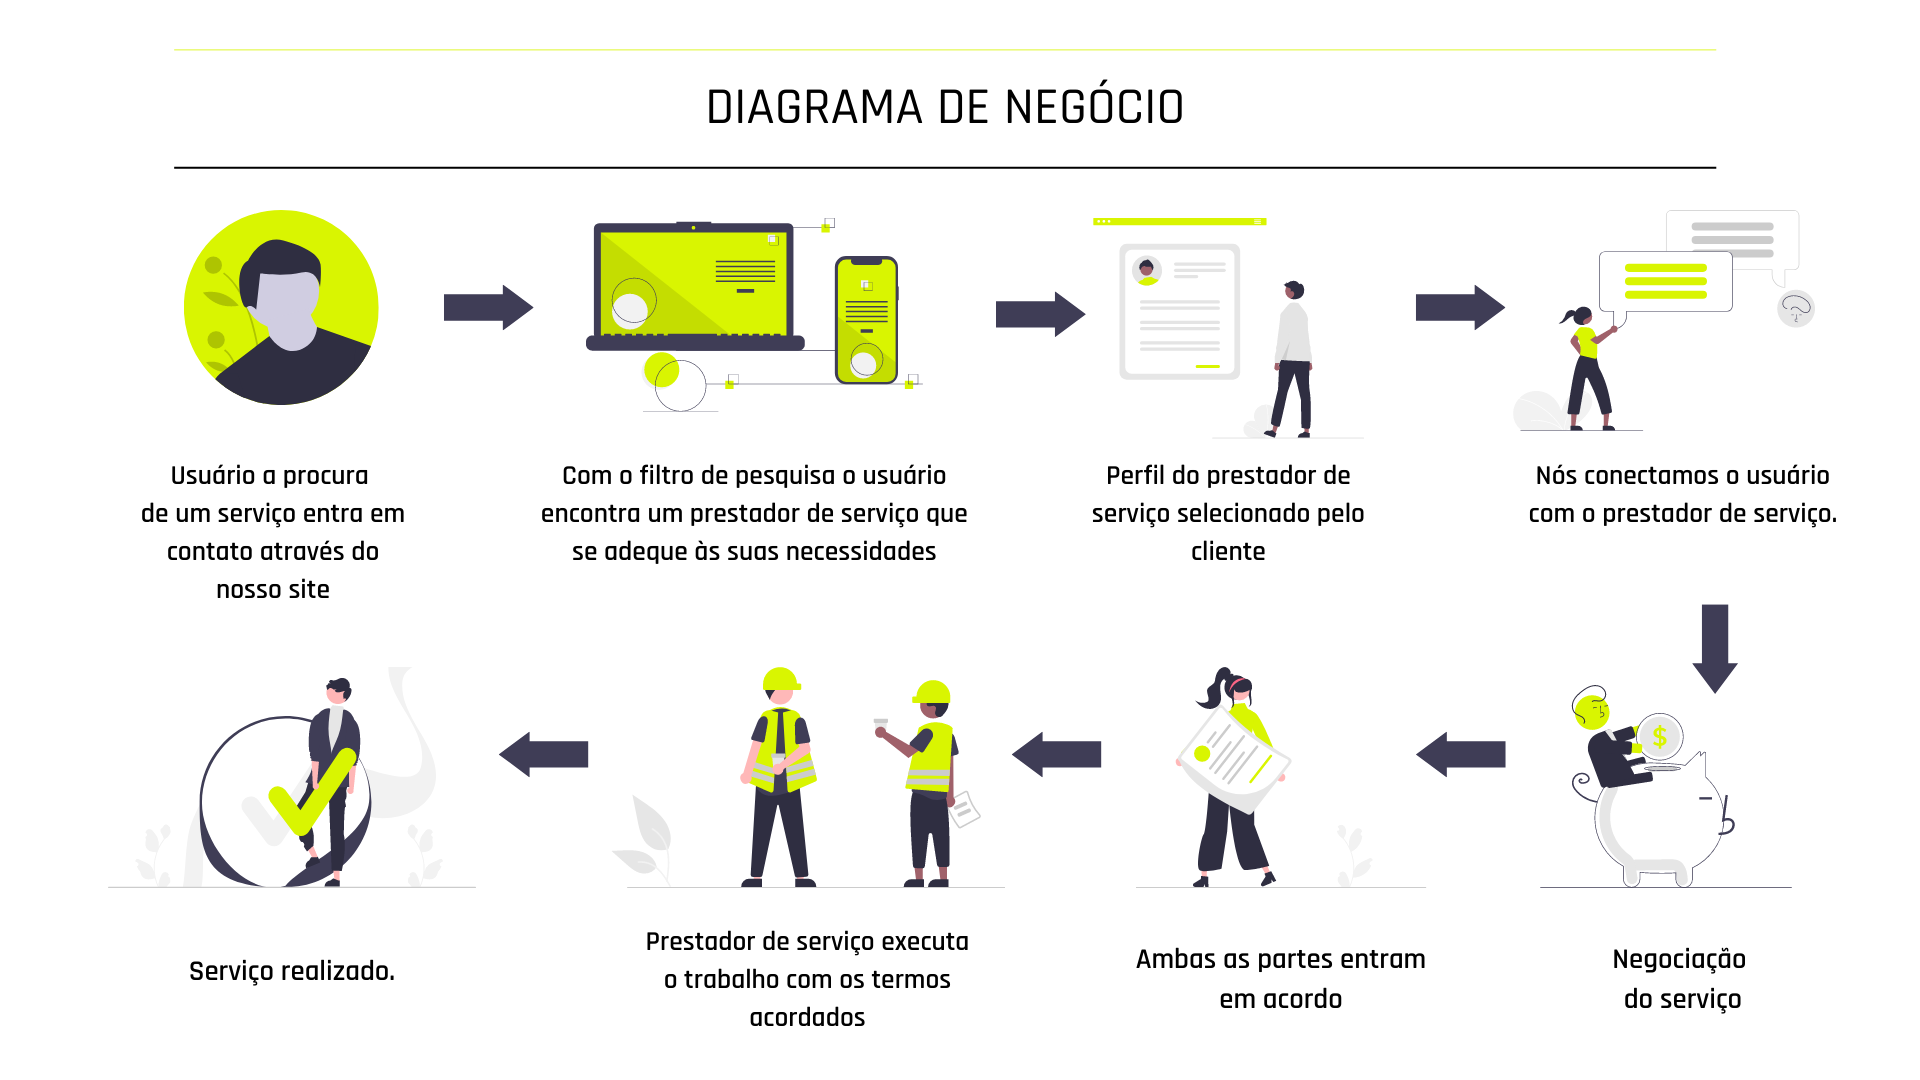 DIAGRAMA DE NEGÓCIO
Usuário a procura
de um serviço entra em
contato através do
nosso site
Com o filtro de pesquisa o usuário
encontra um prestador de serviço que
se adeque às suas necessidades
Perfil do prestador de
serviço selecionado pelo
cliente
Nós conectamos o usuário
com o prestador de serviço.
$
Negociação
do serviço
Ambas as partes entram
em acordo
Prestador de serviço executa
o trabalho com os termos
acordados
Serviço realizado.